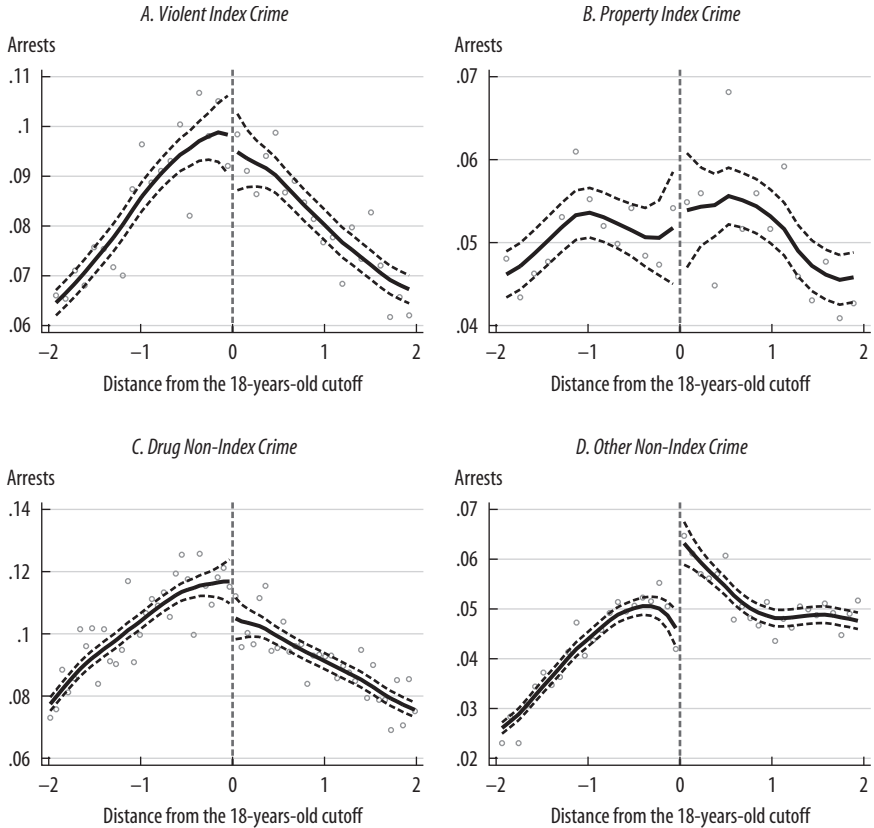 A. Violent Index Crime
Arrests
.11
.1
.09
.08
.07
.06
−2 −1 0 1 2
Distance from the 18-years-old cutoff
B. Property Index Crime
Arrests
.07
.06
.05
.04
−2 −1 0 1 2
Distance from the 18-years-old cutoff
C. Drug Non-Index Crime
Arrests
.14
.12
.1
.08
.06
−2 −1 0 1 2
Distance from the 18-years-old cutoff
D. Other Non-Index Crime
Arrests
.07
.06
.05
.04
.03
.02
−2 −1 0 1 2
Distance from the 18-years-old cutoff